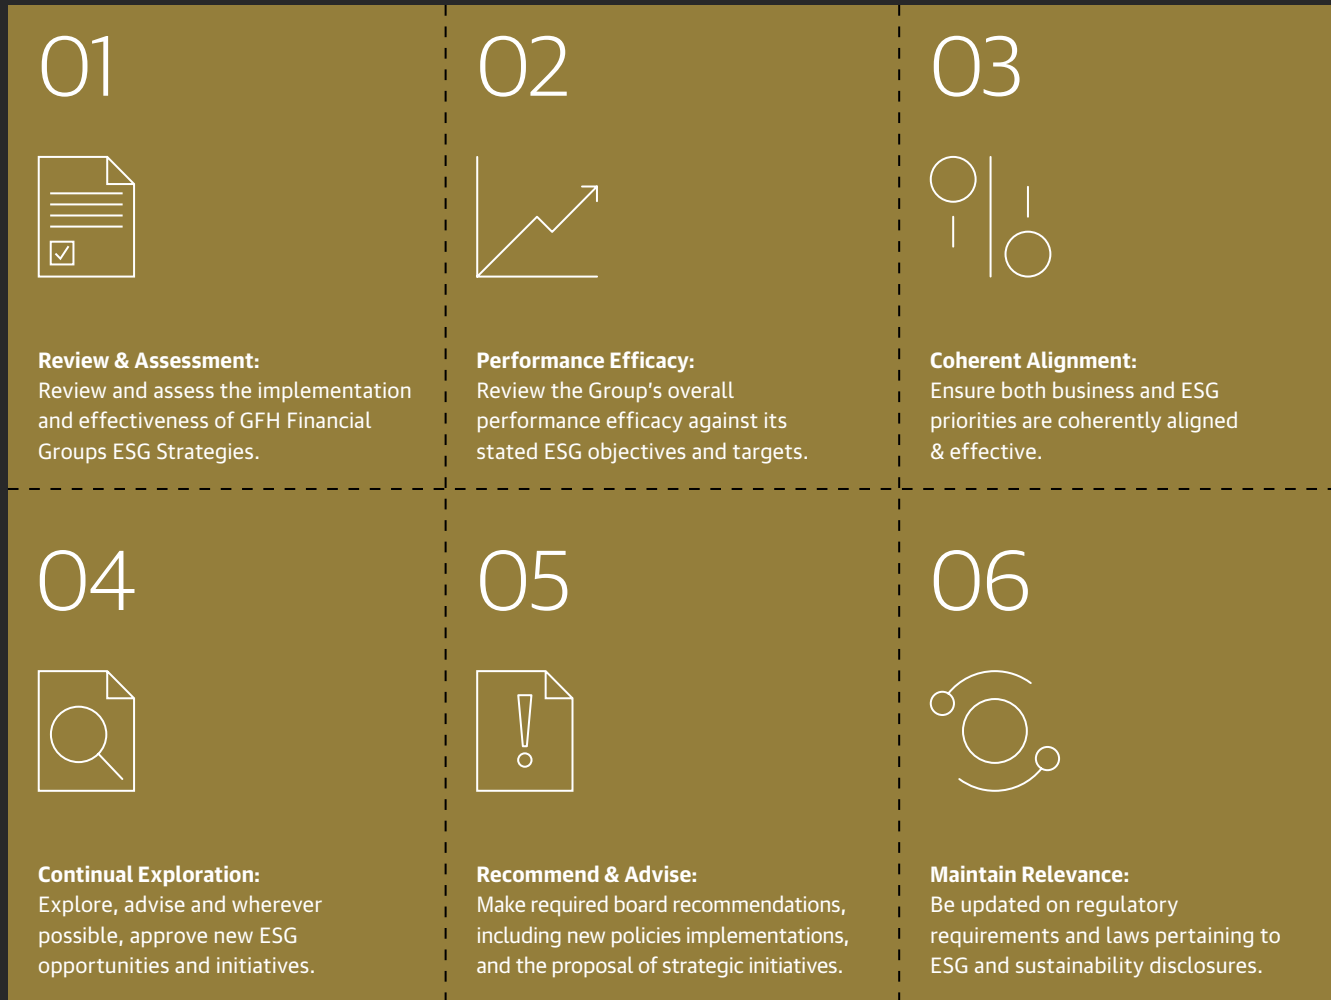 01
02
03
Review & Assessment:
Review and assess the implementation
and effectiveness of GFH Financial
Groups ESG Strategies.
Performance Efficacy:
Review the Group's overall
performance efficacy against its
stated ESG objectives and targets.
Coherent Alignment:
Ensure both business and ESG
priorities are coherently aligned
& effective.
04
05
06
Continual Exploration:
Explore, advise and wherever
possible, approve new ESG
opportunities and initiatives.
Recommend & Advise:
Make required board recommendations,
including new policies implementations,
and the proposal of strategic initiatives.
Maintain Relevance:
Be updated on regulatory
requirements and laws pertaining to
ESG and sustainability disclosures.